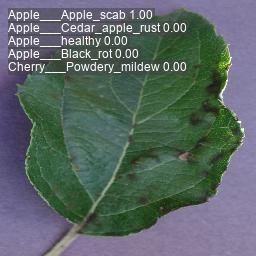 Apple___Apple_scab 1.00
Apple___Cedar_apple_rust 0.00
Apple___healthy 0.00
Apple___Black_rot 0.00
Cherry___Powdery_mildew 0.00